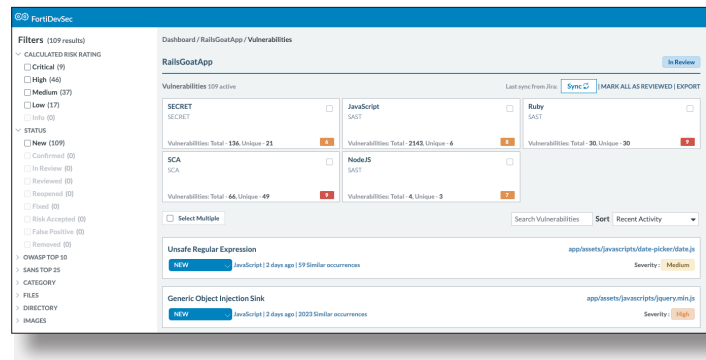 FortiDevSec
Filters (109 results)
CALCULATED RISK RATING
Critical (9)
High (46)
Medium (37)
Low (17)
Info (0)
STATUS
New (109)
Confirmed (0)
In Review (0)
Reviewed (0)
Reopened (0)
Fixed (0)
Risk Accepted (0)
False Positive (0)
Removed (0)
OWASP TOP 10
SANS TOP 25
CATEGORY
FILES
DIRECTORY
IMAGES
Dashboard / RailsGoatApp / Vulnerabilities
RailsGoatApp In Review
Vulnerabilities 109 active Last sync from Jira: Sync | MARK ALL AS REVIEWED | EXPORT
SECRET
SECRET
Vulnerabilities: Total - 136, Unique - 21 6
JavaScript
SAST
Vulnerabilities: Total - 2143, Unique - 6 8
Ruby
SAST
Vulnerabilities: Total - 30, Unique - 30 9
SCA
SCA
Vulnerabilities: Total - 66, Unique - 49 9
NodeJS
SAST
Vulnerabilities: Total - 4, Unique - 3 7
Select Multiple Search Vulnerabilities Sort Recent Activity
Unsafe Regular Expression app/assets/javascripts/date-picker/date.js
NEW JavaScript | 2 days ago | 59 Similar occurrences Severity : Medium
Generic Object Injection Sink app/assets/javascripts/jquery.min.js
NEW JavaScript | 2 days ago | 2023 Similar occurrences Severity : High